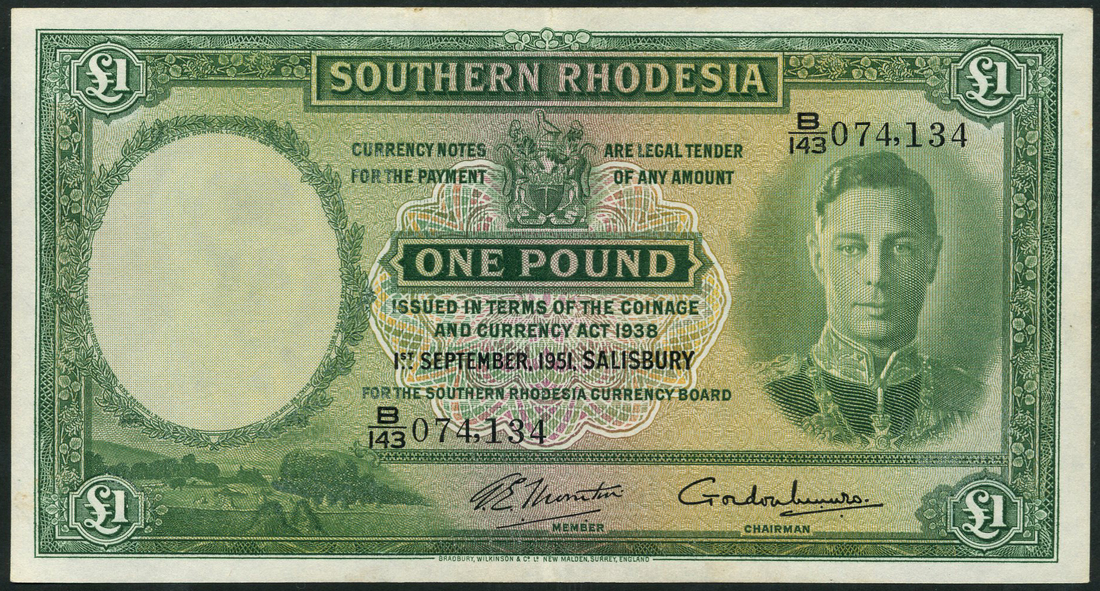 £1
SOUTHERN RHODESIA
£1
B/143 074,134
CURRENCY NOTES ARE LEGAL TENDER
FOR THE PAYMENT OF ANY AMOUNT
ONE POUND
ISSUED IN TERMS OF THE COINAGE
AND CURRENCY ACT 1938
1ST SEPTEMBER, 1951, SALISBURY
FOR THE SOUTHERN RHODESIA CURRENCY BOARD
B/143 074,134
£1
MEMBER
CHAIRMAN
£1
BRADBURY, WILKINSON & Co. LD. NEW MALDEN, SURREY, ENGLAND